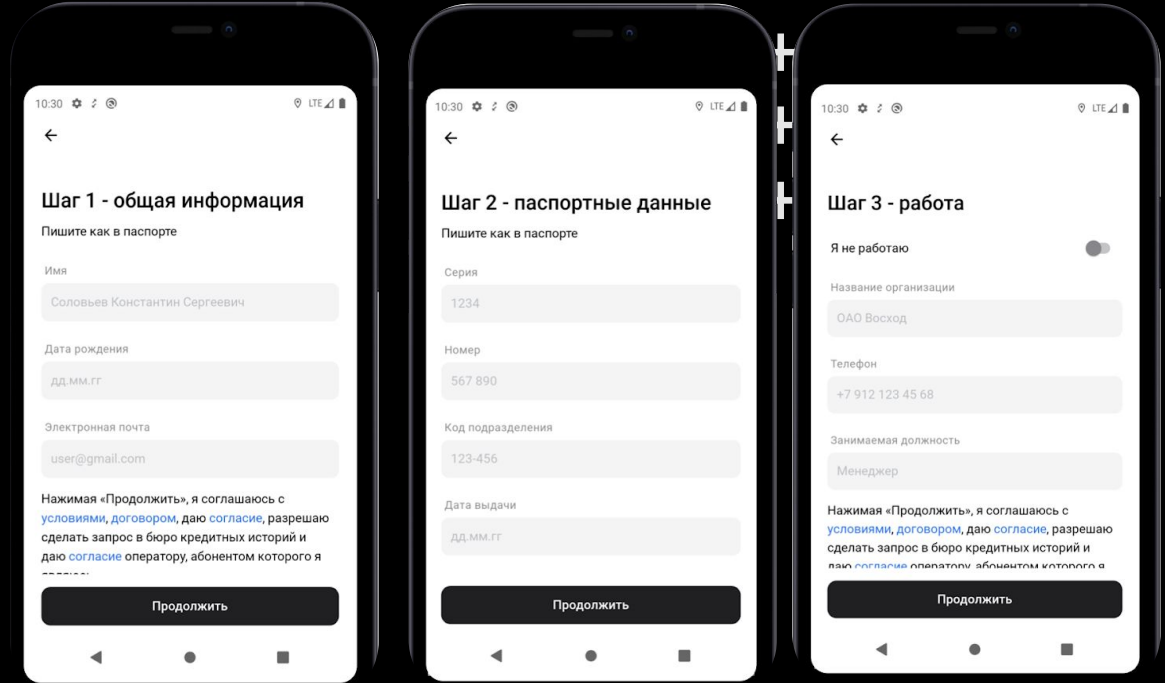 10:30
LTE
Шаг 1 - общая информация
Пишите как в паспорте
Имя
Соловьев Константин Сергеевич
Дата рождения
дд.мм.гг
Электронная почта
user@gmail.com
Нажимая «Продолжить», я соглашаюсь с
условиями, договором, даю согласие, разрешаю
сделать запрос в бюро кредитных историй и
даю согласие оператору, абонентом которого я
Продолжить
10:30
LTE
Шаг 2 - паспортные данные
Пишите как в паспорте
Серия
1234
Номер
567 890
Код подразделения
123-456
Дата выдачи
дд.мм.гг
Продолжить
10:30
LTE
Шаг 3 - работа
Я не работаю
Название организации
ОАО Восход
Телефон
+7 912 123 45 68
Занимаемая должность
Менеджер
Нажимая «Продолжить», я соглашаюсь с
условиями, договором, даю согласие, разрешаю
сделать запрос в бюро кредитных историй и
даю согласие оператору, абонентом которого я
Продолжить